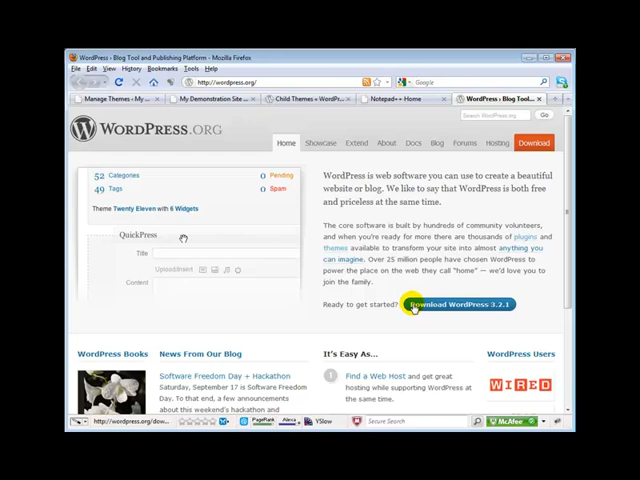 WordPress › Blog Tool and Publishing Platform - Mozilla Firefox
File Edit View History Bookmarks Tools Help
http://wordpress.org/
Google
Manage Themes ‹ My ...
My Demonstration Site ...
Child Themes « WordPr...
Notepad++ Home
WordPress › Blog Tool...
WORDPRESS.ORG
Search WordPress.org
Go
Home Showcase Extend About Docs Blog Forums Hosting Download
52 Categories 0 Pending
49 Tags 0 Spam
Theme Twenty Eleven with 6 Widgets
QuickPress
Title
Upload/Insert
Content
WordPress is web software you can use to create a beautiful
website or blog. We like to say that WordPress is both free
and priceless at the same time.
The core software is built by hundreds of community volunteers,
and when you're ready for more there are thousands of plugins and
themes available to transform your site into almost anything you
can imagine. Over 25 million people have chosen WordPress to
power the place on the web they call "home" — we'd love you to
join the family.
Ready to get started? Download WordPress 3.2.1
WordPress Books
News From Our Blog
Software Freedom Day + Hackathon
Saturday, September 17 is Software Freedom
Day. To that end, a few announcements
about this weekend's hackathon and
It's Easy As...
1 Find a Web Host and get great
hosting while supporting WordPress at
the same time.
WordPress Users
WIRED
http://wordpress.org/dow...
PageRank
Alexa
YSlow
Secure Search
McAfee